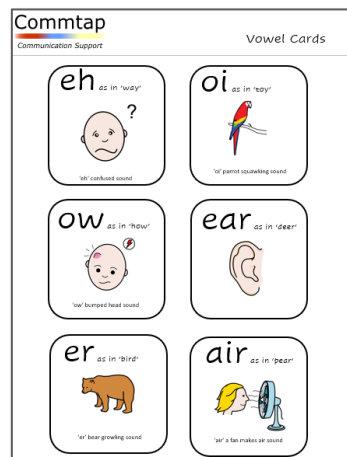 Commtap
Communication Support
Vowel Cards
eh as in 'way'
?
'eh' confused sound
oi as in 'toy'
'oi' parrot squawking sound
ow as in 'how'
'ow' bumped head sound
ear as in 'deer'
er as in 'bird'
'er' bear growling sound
air as in 'pear'
'air' a fan makes air sound